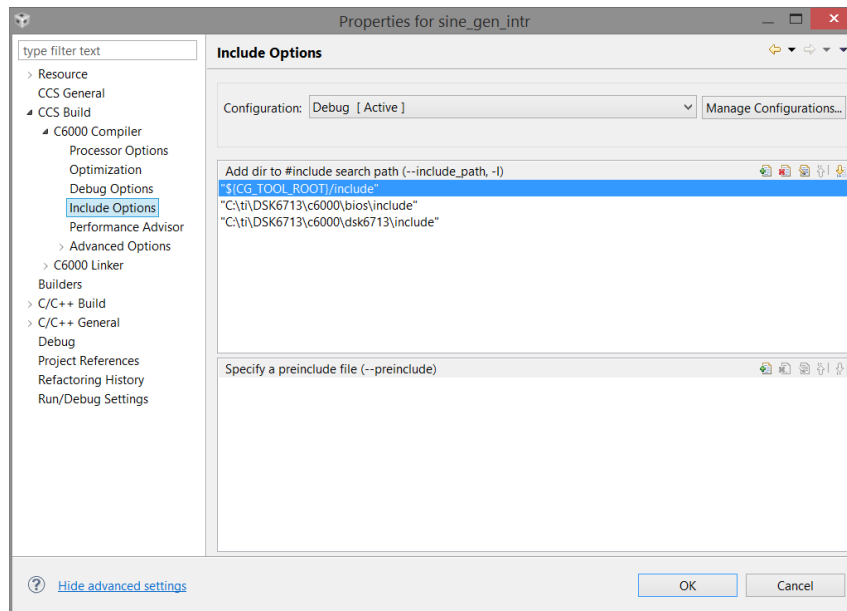 Properties for sine_gen_intr
type filter text
Resource
CCS General
CCS Build
C6000 Compiler
Processor Options
Optimization
Debug Options
Include Options
Performance Advisor
Advanced Options
C6000 Linker
Builders
C/C++ Build
C/C++ General
Debug
Project References
Refactoring History
Run/Debug Settings
Include Options
Configuration: Debug [ Active ] Manage Configurations...
Add dir to #include search path (--include_path, -I)
"${CG_TOOL_ROOT}/include"
"C:\ti\DSK6713\c6000\bios\include"
"C:\ti\DSK6713\c6000\dsk6713\include"
Specify a preinclude file (--preinclude)
Hide advanced settings
OK Cancel